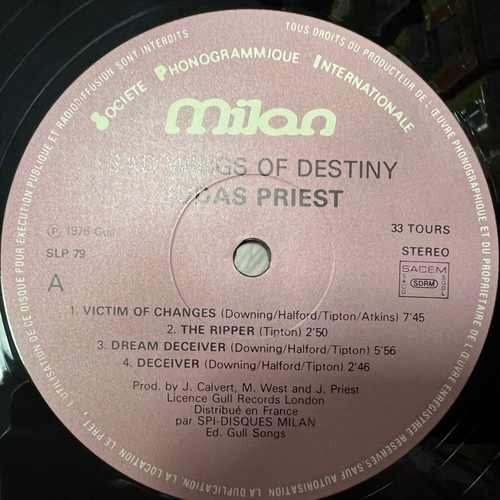 TOUS DROITS DU PRODUCTEUR DE L'ŒUVRE PHONOGRAPHIQUE ET DU PROPRIÉTAIRE DE L'ŒUVRE ENREGISTRÉE RÉSERVÉS. SAUF AUTORISATION, LA DUPLICATION, LA LOCATION, LE PRÊT, L'UTILISATION DE CE DISQUE POUR EXÉCUTION PUBLIQUE ET RADIODIFFUSION SONT INTERDITS
SOCIÉTÉ PHONOGRAMMIQUE INTERNATIONALE
milan
WINGS OF DESTINY
PRIEST
℗ 1976 Gull
33 TOURS
SLP 79
STEREO
A
SACEM
SACD
SDRM
SGDL
1. VICTIM OF CHANGES (Downing/Halford/Tipton/Atkins) 7'45
2. THE RIPPER (Tipton) 2'50
3. DREAM DECEIVER (Downing/Halford/Tipton) 5'56
4. DECEIVER (Downing/Halford/Tipton) 2'46
Prod. by J. Calvert, M. West and J. Priest
Licence Gull Records London
Distribué en France
par SPI-DISQUES MILAN
Ed. Gull Songs